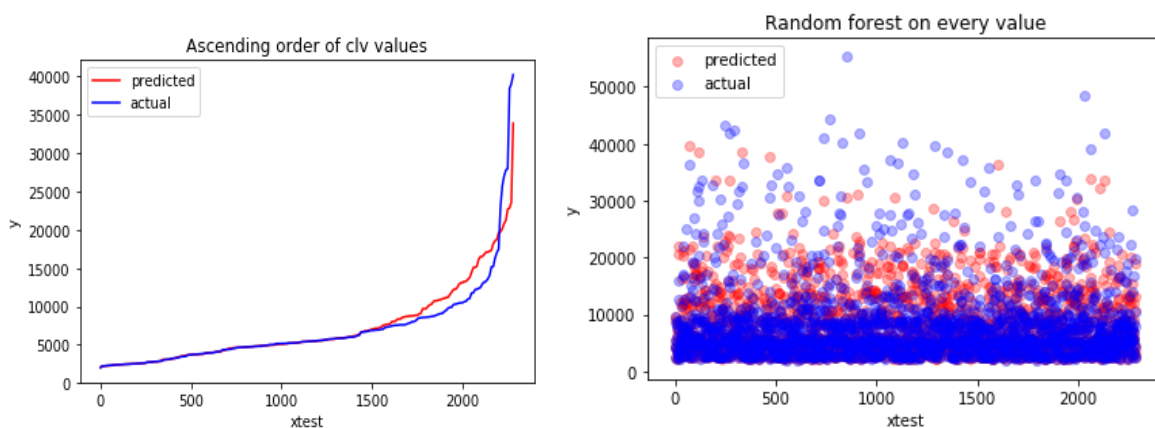 Ascending order of clv values
predicted
actual
40000
35000
30000
25000
20000
15000
10000
5000
0
y
0 500 1000 1500 2000
xtest
Random forest on every value
predicted
actual
50000
40000
30000
20000
10000
0
y
0 500 1000 1500 2000
xtest